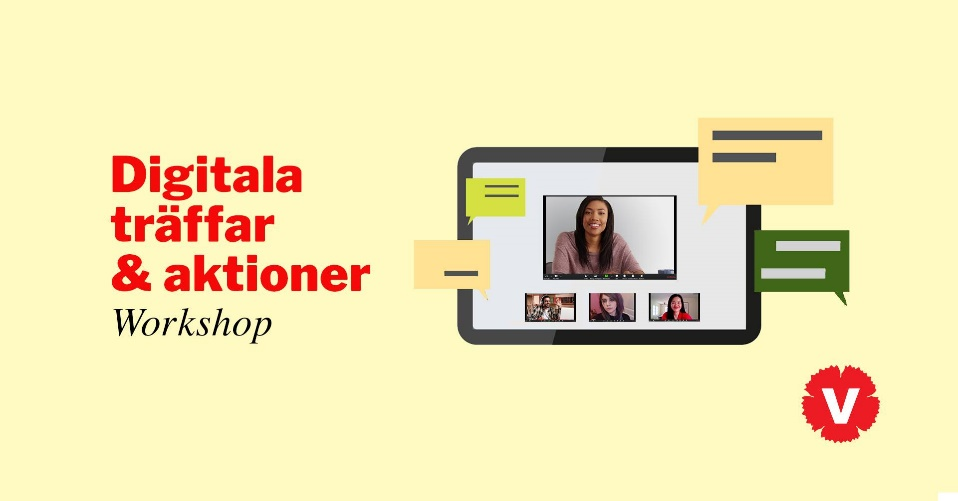 Digitala
träffar
& aktioner
Workshop
V